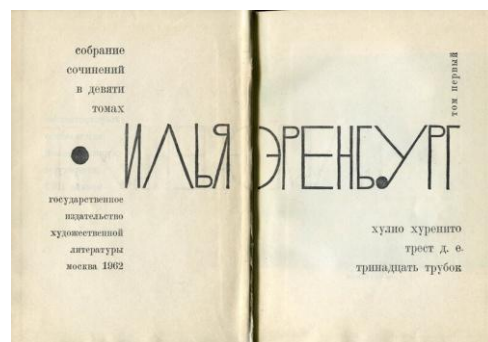 собрание
сочинений
в девяти
томах
том первый
ИЛЬЯ ЭРЕНБУРГ
государственное
издательство
художественной
литературы
москва 1962
хулио хуренито
трест д. е.
тринадцать трубок